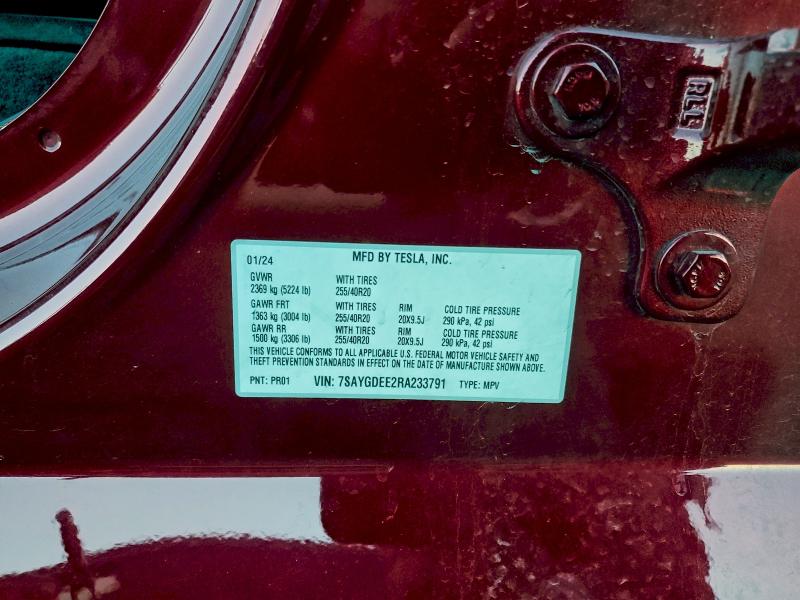 01/24 MFD BY TESLA, INC.
GVWR WITH TIRES
2369 kg (5224 lb) 255/40R20
GAWR FRT WITH TIRES RIM COLD TIRE PRESSURE
1363 kg (3004 lb) 255/40R20 20X9.5J 290 kPa, 42 psi
GAWR RR WITH TIRES RIM COLD TIRE PRESSURE
1500 kg (3306 lb) 255/40R20 20X9.5J 290 kPa, 42 psi
THIS VEHICLE CONFORMS TO ALL APPLICABLE U.S. FEDERAL MOTOR VEHICLE SAFETY AND
THEFT PREVENTION STANDARDS IN EFFECT ON THE DATE OF MANUFACTURE SHOWN ABOVE.
PNT: PR01 VIN: 7SAYGDEE2RA233791 TYPE: MPV